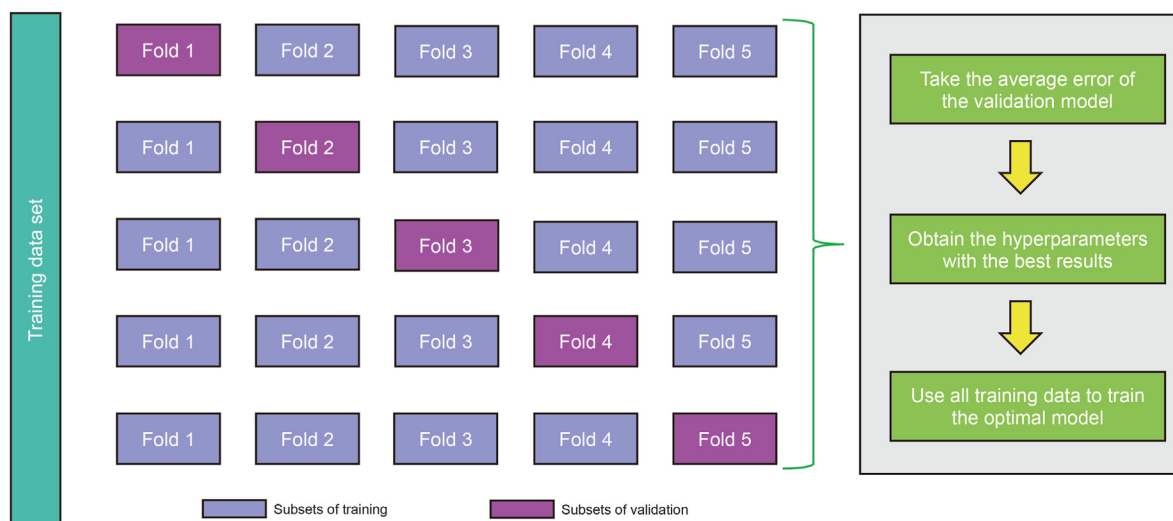 Training data set
Fold 1 Fold 2 Fold 3 Fold 4 Fold 5
Fold 1 Fold 2 Fold 3 Fold 4 Fold 5
Fold 1 Fold 2 Fold 3 Fold 4 Fold 5
Fold 1 Fold 2 Fold 3 Fold 4 Fold 5
Fold 1 Fold 2 Fold 3 Fold 4 Fold 5
Subsets of training
Subsets of validation
Take the average error of
the validation model
Obtain the hyperparameters
with the best results
Use all training data to train
the optimal model